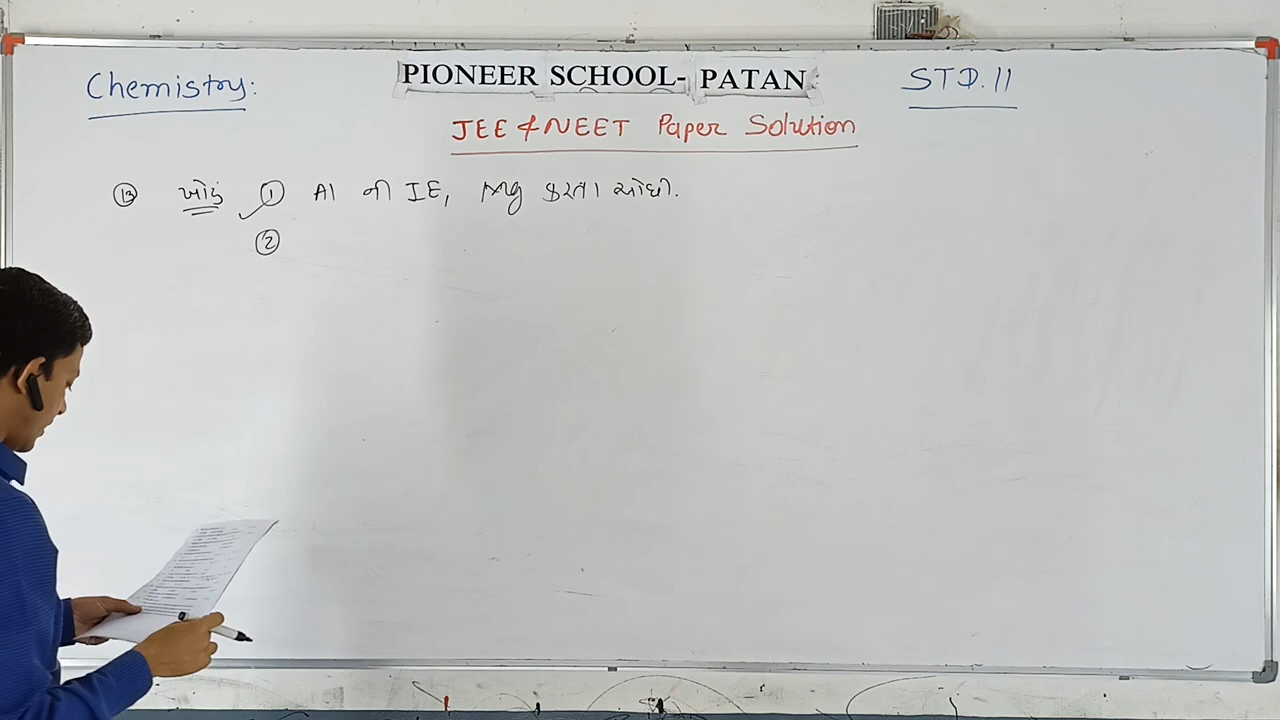 Chemistry:
PIONEER SCHOOL- PATAN
STD. 11
JEE & NEET Paper Solution
⑬ ખોટું ① Al ની IE, Mg કરતા ઓછી.
②